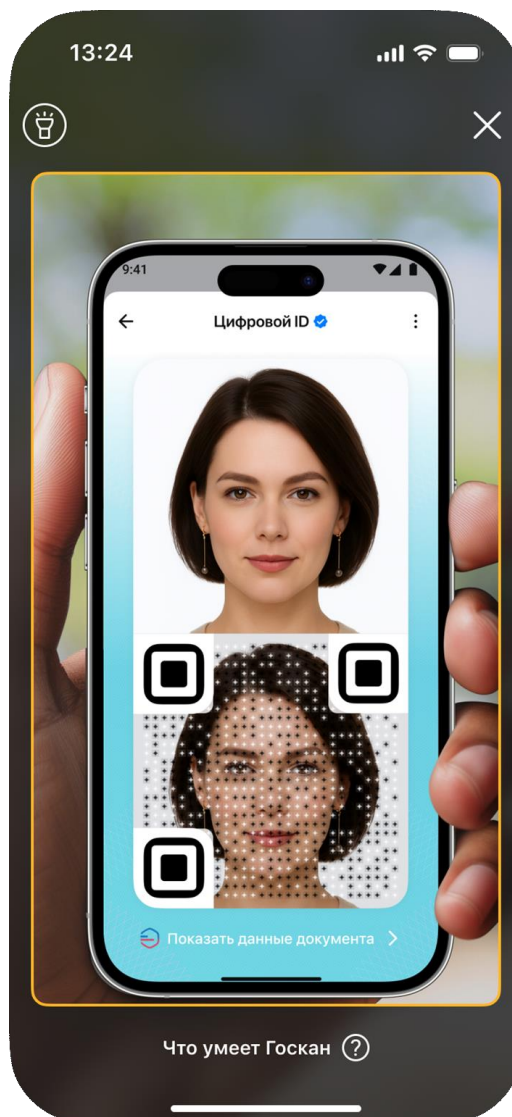 13:24
9:41
Цифровой ID
Показать данные документа
Что умеет Госкан
?